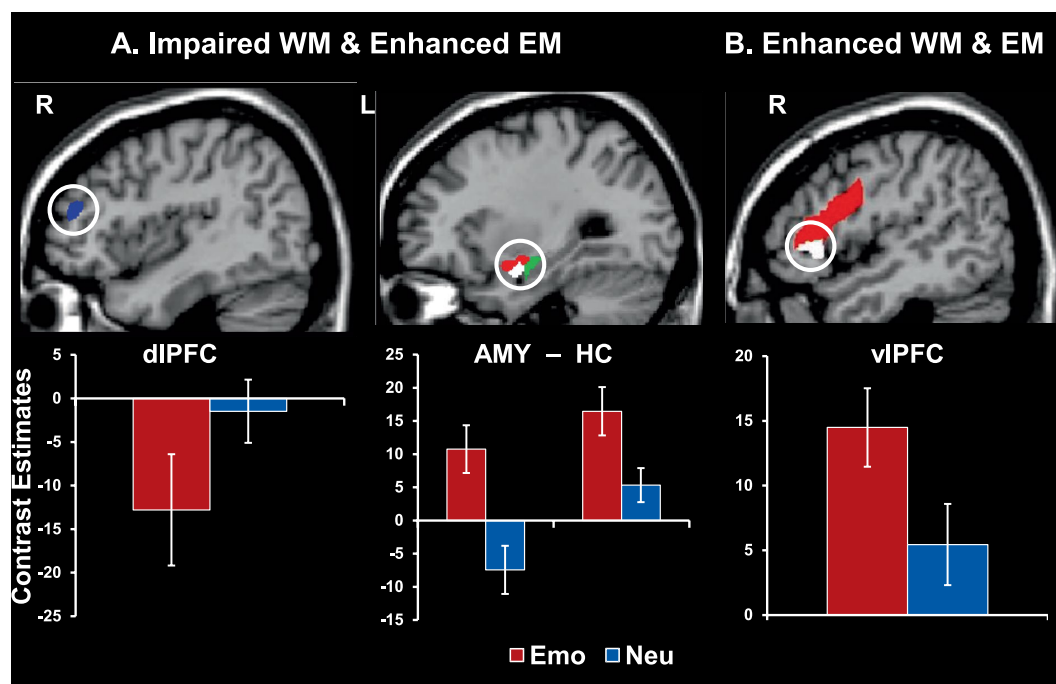 A. Impaired WM & Enhanced EM
B. Enhanced WM & EM
R
L
R
dlPFC
AMY – HC
vlPFC
Contrast Estimates
5
0
-5
-10
-15
-20
-25
25
20
15
10
5
0
-5
-10
-15
20
15
10
5
0
Emo Neu